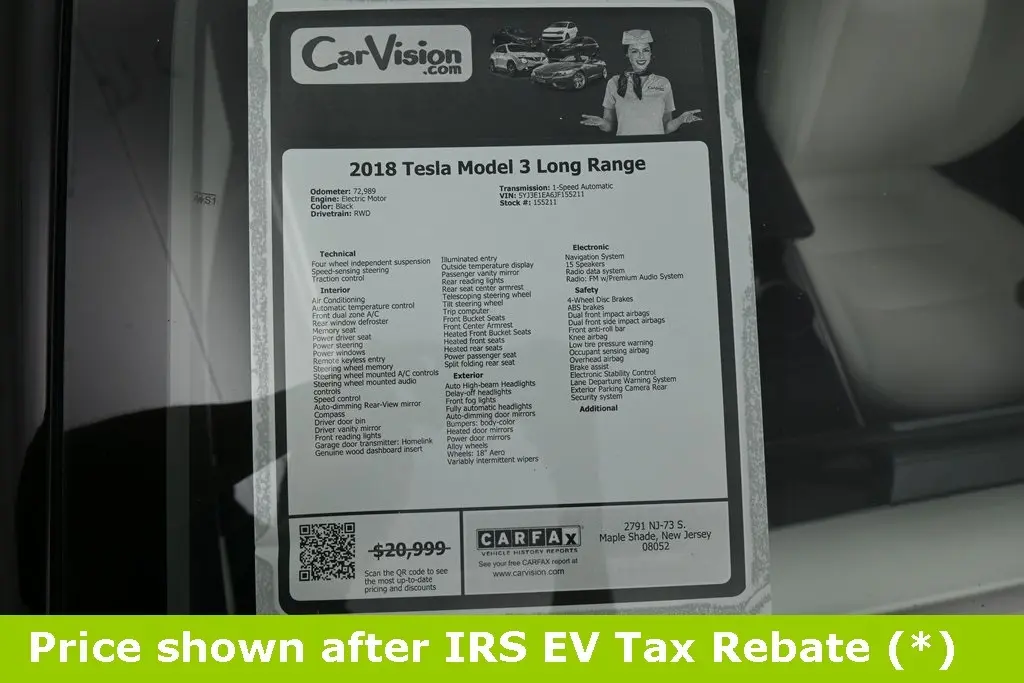 CarVision
.com
2018 Tesla Model 3 Long Range
Odometer: 72,989
Engine: Electric Motor
Color: Black
Drivetrain: RWD
Transmission: 1-Speed Automatic
VIN: 5YJ3E1EA6JF155211
Stock #: 155211
Technical
Four wheel independent suspension
Speed-sensing steering
Traction control
Interior
Air Conditioning
Automatic temperature control
Front dual zone A/C
Rear window defroster
Memory seat
Power driver seat
Power steering
Power windows
Remote keyless entry
Steering wheel memory
Steering wheel mounted A/C controls
Steering wheel mounted audio
controls
Speed control
Auto-dimming Rear-View mirror
Compass
Driver door bin
Driver vanity mirror
Front reading lights
Garage door transmitter: Homelink
Genuine wood dashboard insert
Illuminated entry
Outside temperature display
Passenger vanity mirror
Rear reading lights
Rear seat center armrest
Telescoping steering wheel
Tilt steering wheel
Trip computer
Front Bucket Seats
Front Center Armrest
Heated Front Bucket Seats
Heated front seats
Heated rear seats
Power passenger seat
Split folding rear seat
Exterior
Auto High-beam Headlights
Delay-off headlights
Front fog lights
Fully automatic headlights
Auto-dimming door mirrors
Bumpers: body-color
Heated door mirrors
Power door mirrors
Alloy wheels
Wheels: 18" Aero
Variably intermittent wipers
Electronic
Navigation System
15 Speakers
Radio data system
Radio: FM w/Premium Audio System
Safety
4-Wheel Disc Brakes
ABS brakes
Dual front impact airbags
Dual front side impact airbags
Front anti-roll bar
Knee airbag
Low tire pressure warning
Occupant sensing airbag
Overhead airbag
Brake assist
Electronic Stability Control
Lane Departure Warning System
Exterior Parking Camera Rear
Security system
Additional
$20,999
Scan the QR code to see
the most up-to-date
pricing and discounts
CARFAX
VEHICLE HISTORY REPORTS
See your free CARFAX report at
www.carvision.com
2791 NJ-73 S.
Maple Shade, New Jersey
08052
Price shown after IRS EV Tax Rebate (*)